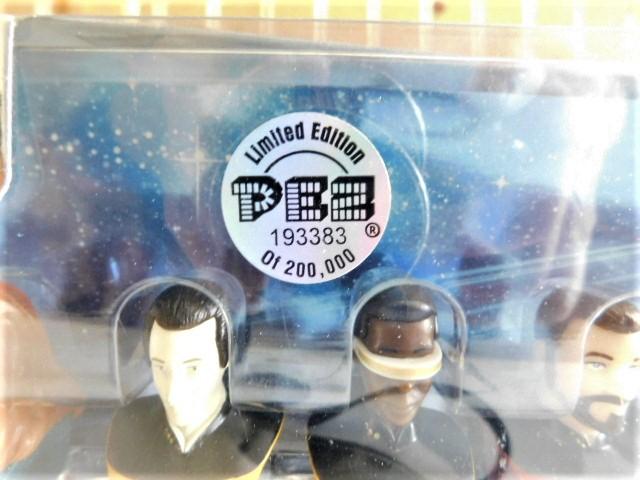 Limited Edition
PEZ
193383 ®
Of 200,000